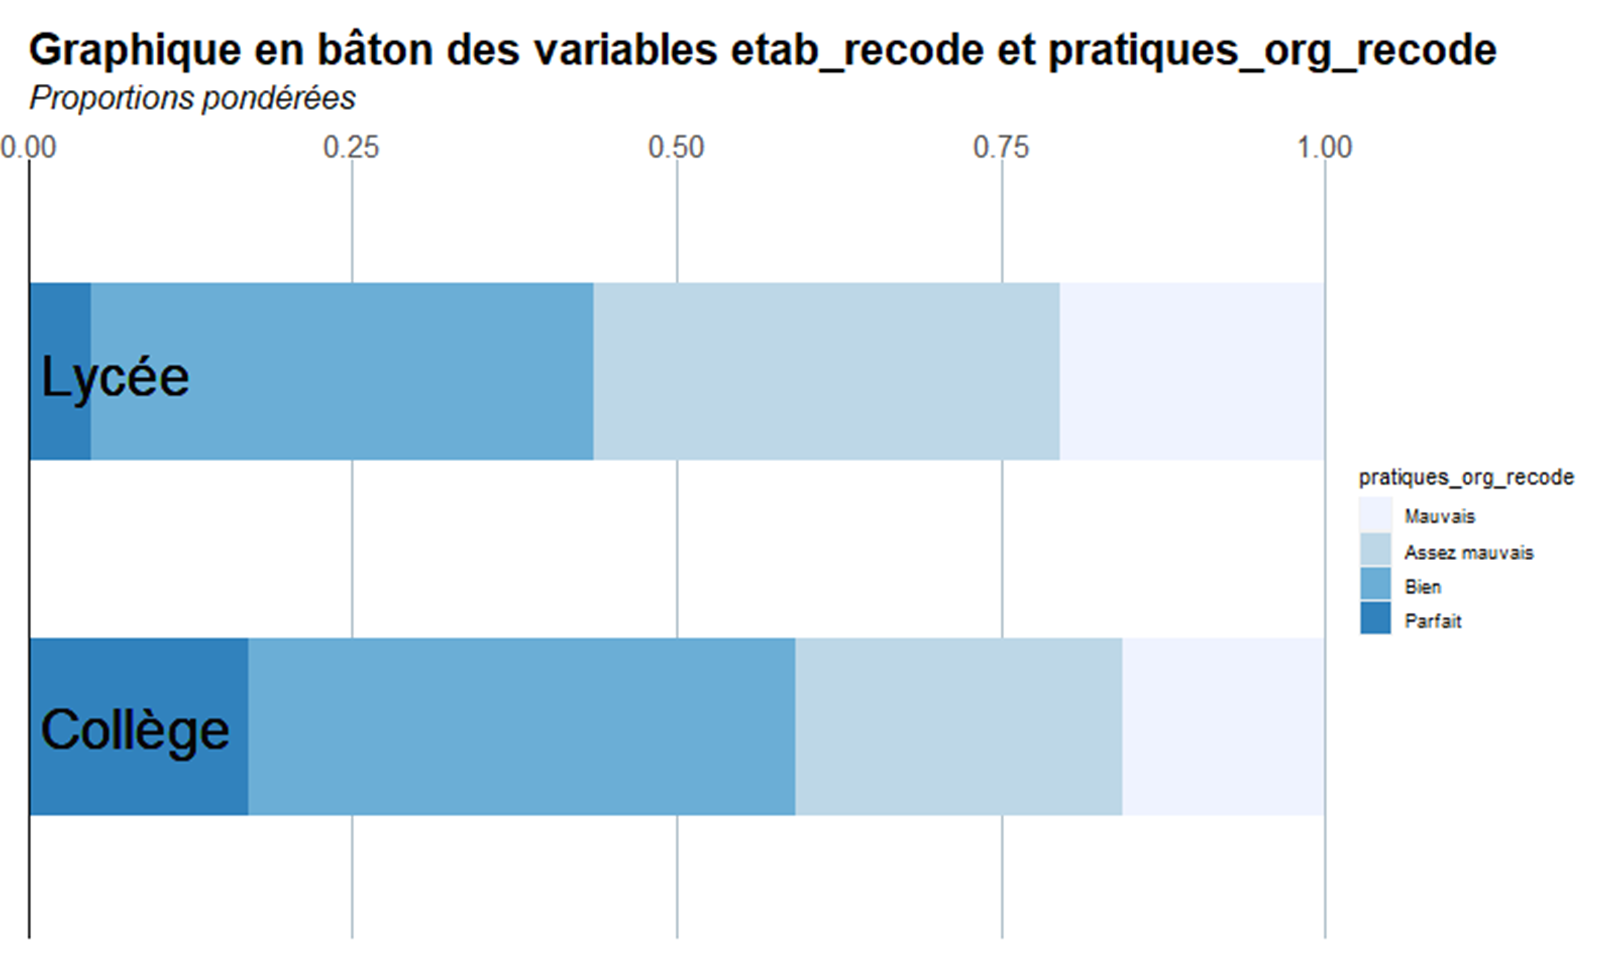 Graphique en bâton des variables etab_recode et pratiques_org_recode
Proportions pondérées
0.00 0.25 0.50 0.75 1.00
Lycée
pratiques_org_recode
Mauvais
Assez mauvais
Bien
Parfait
Collège